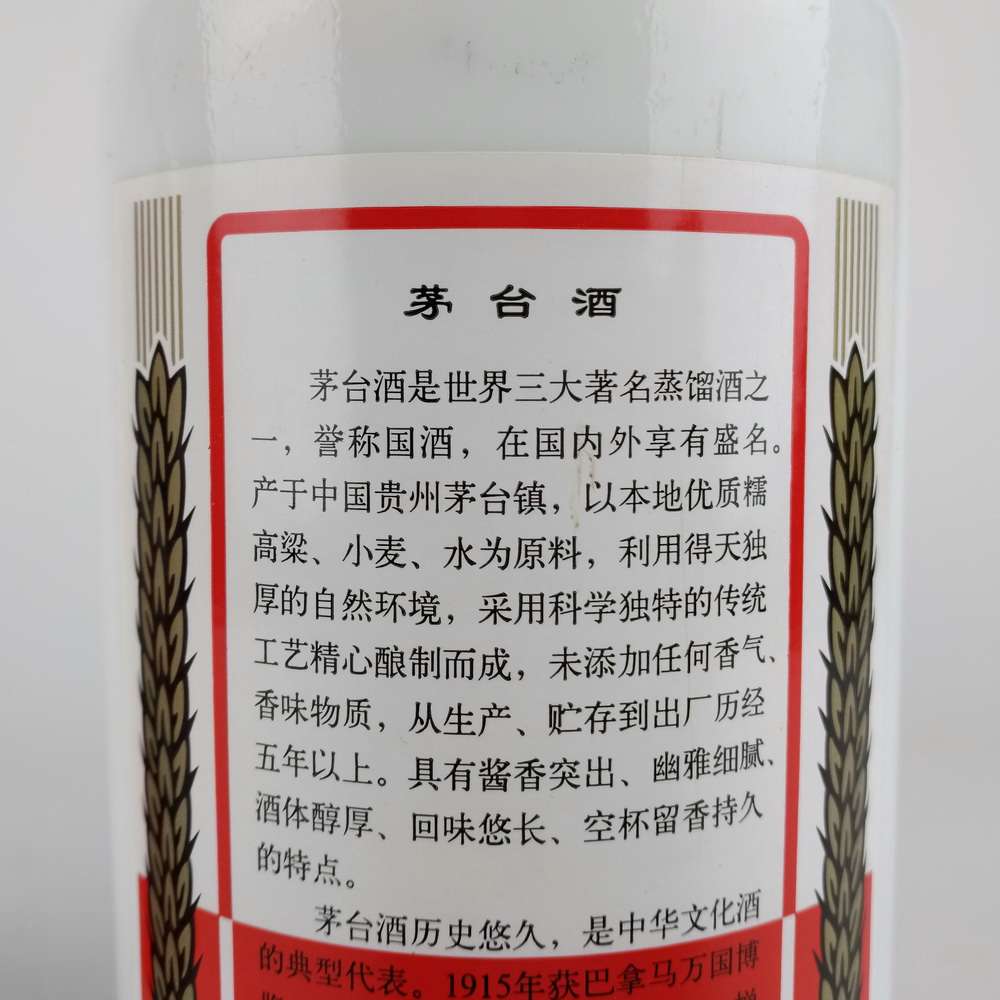 茅台酒
茅台酒是世界三大著名蒸馏酒之
一，誉称国酒，在国内外享有盛名。
产于中国贵州茅台镇，以本地优质糯
高粱、小麦、水为原料，利用得天独
厚的自然环境，采用科学独特的传统
工艺精心酿制而成，未添加任何香气、
香味物质，从生产、贮存到出厂历经
五年以上。具有酱香突出、幽雅细腻、
酒体醇厚、回味悠长、空杯留香持久
的特点。
茅台酒历史悠久，是中华文化酒
的典型代表。1915年获巴拿马万国博